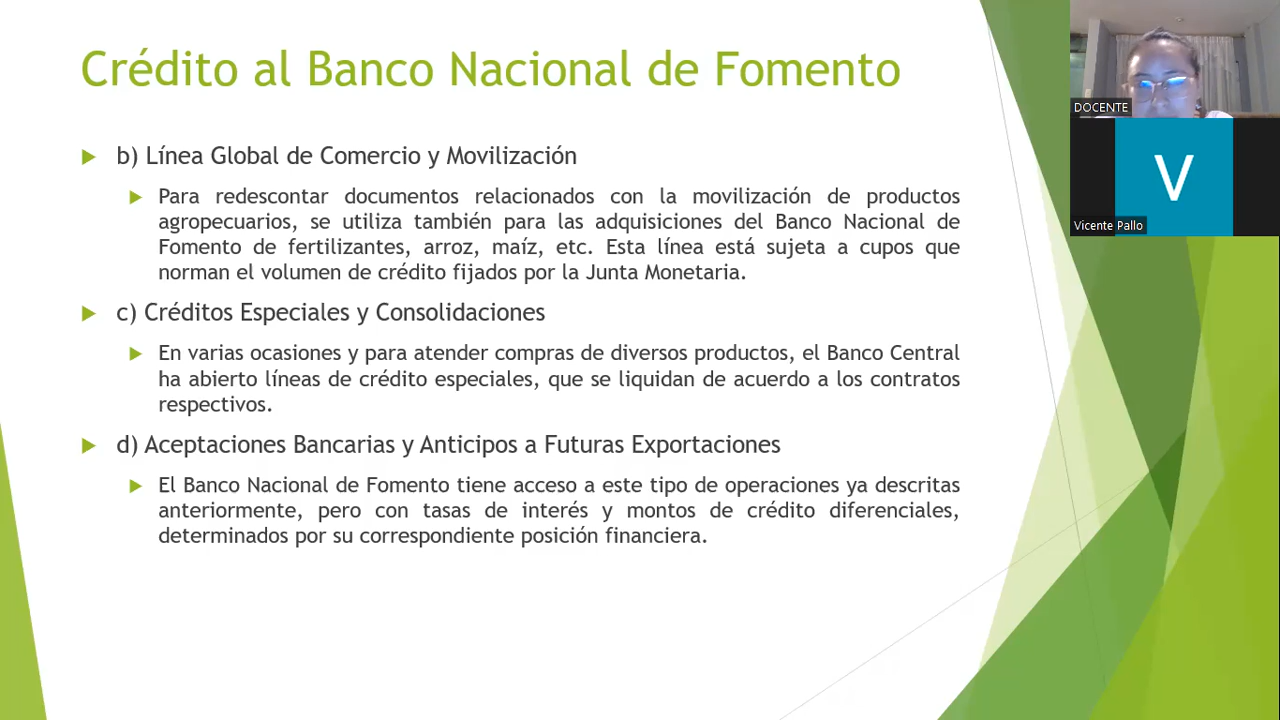 Crédito al Banco Nacional de Fomento
b) Línea Global de Comercio y Movilización
Para redescontar documentos relacionados con la movilización de productos
agropecuarios, se utiliza también para las adquisiciones del Banco Nacional de
Fomento de fertilizantes, arroz, maíz, etc. Esta línea está sujeta a cupos que
norman el volumen de crédito fijados por la Junta Monetaria.
c) Créditos Especiales y Consolidaciones
En varias ocasiones y para atender compras de diversos productos, el Banco Central
ha abierto líneas de crédito especiales, que se liquidan de acuerdo a los contratos
respectivos.
d) Aceptaciones Bancarias y Anticipos a Futuras Exportaciones
El Banco Nacional de Fomento tiene acceso a este tipo de operaciones ya descritas
anteriormente, pero con tasas de interés y montos de crédito diferenciales,
determinados por su correspondiente posición financiera.
DOCENTE
V
Vicente Pallo